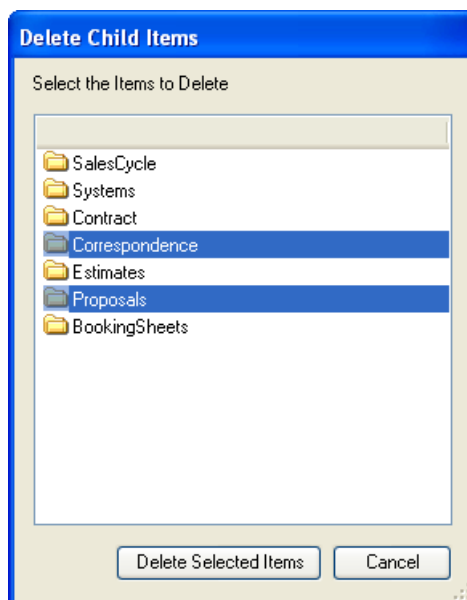 Delete Child Items
Select the Items to Delete
SalesCycle
Systems
Contract
Correspondence
Estimates
Proposals
BookingSheets
Delete Selected Items Cancel